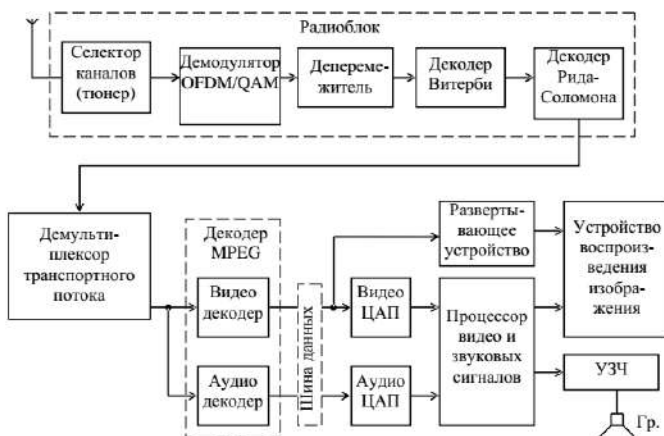 Радиоблок
Селектор
каналов
(тюнер)
Демодулятор
OFDM/QAM
Депереме-
житель
Декодер
Витерби
Декодер
Рида-
Соломона
Демульти-
плексор
транспортного
потока
Декодер
MPEG
Видео
декодер
Аудио
декодер
Шина данных
Видео
ЦАП
Аудио
ЦАП
Разверты-
вающее
устройство
Процессор
видео и
звуковых
сигналов
Устройство
воспроиз-
ведения
изобра-
жения
УЗЧ
Гр.